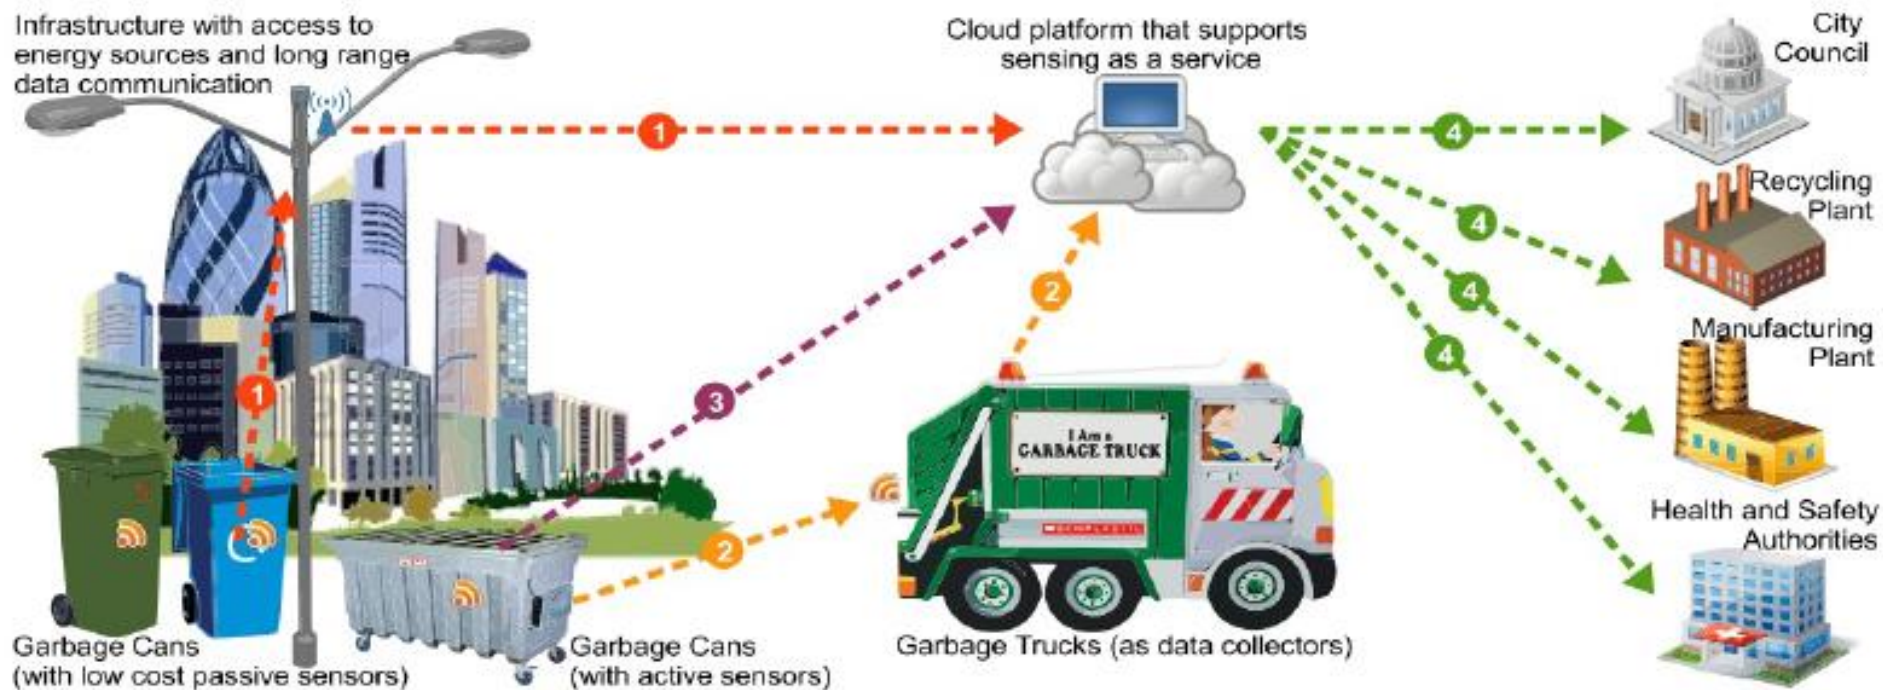 Infrastructure with access to
energy sources and long range
data communication
Cloud platform that supports
sensing as a service
City
Council
1
4
Recycling
Plant
4
2
4
Manufacturing
Plant
4
1
3
I Am a
GARBAGE TRUCK
SCHOLASTIC
2
Health and Safety
Authorities
Garbage Cans
(with low cost passive sensors)
Garbage Cans
(with active sensors)
Garbage Trucks (as data collectors)